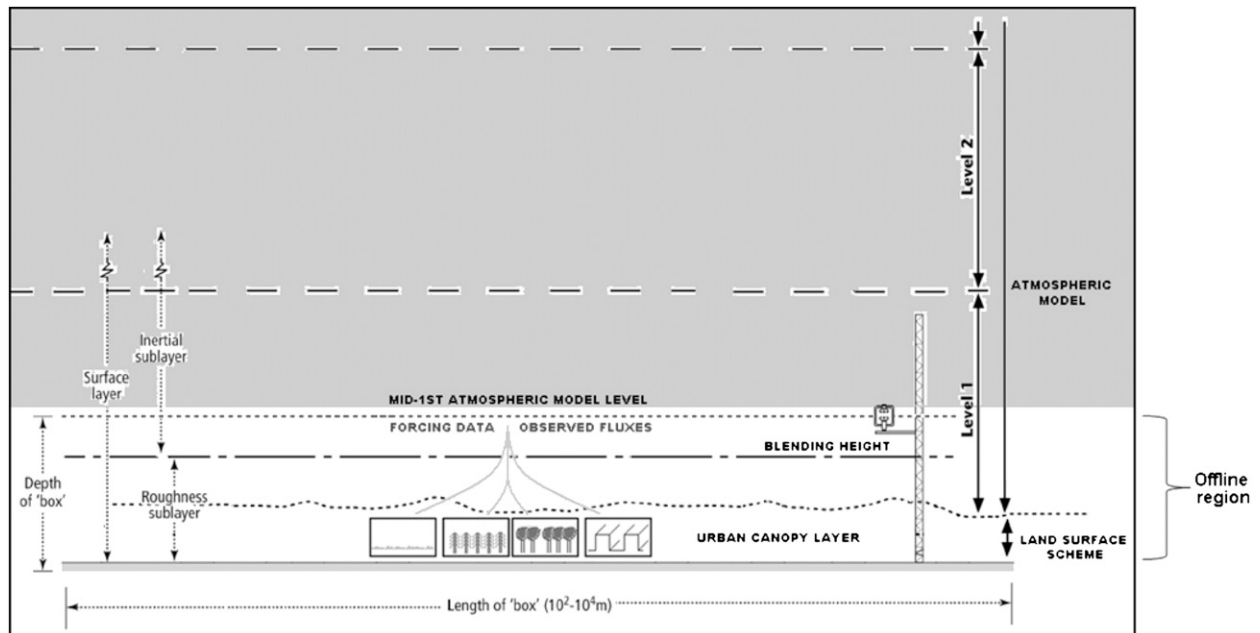 Level 2
ATMOSPHERIC
MODEL
Inertial
sublayer
Surface
layer
Level 1
MID-1ST ATMOSPHERIC MODEL LEVEL
FORCING DATA OBSERVED FLUXES
BLENDING HEIGHT
Depth
of 'box'
Roughness
sublayer
Offline
region
URBAN CANOPY LAYER
LAND SURFACE
SCHEME
Length of 'box' (10²-10⁴m)